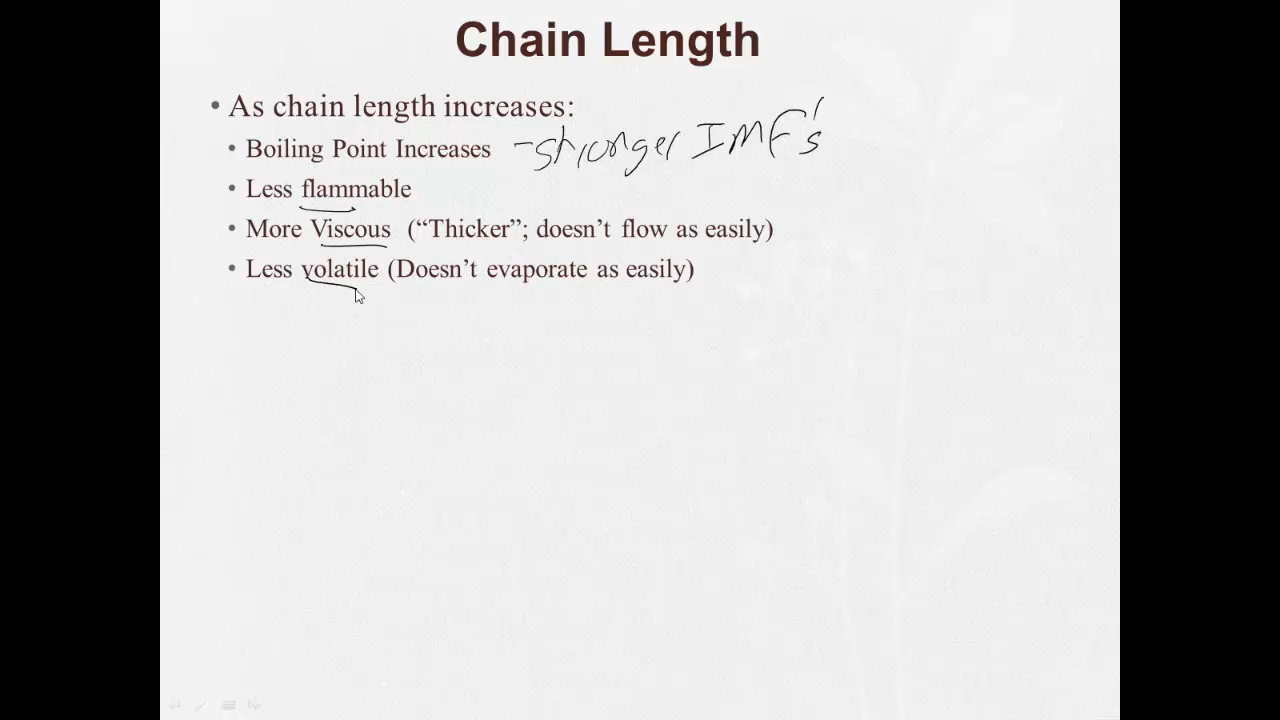 Chain Length
• As chain length increases:
• Boiling Point Increases -stronger IMF's
• Less flammable
• More Viscous (“Thicker”; doesn’t flow as easily)
• Less volatile (Doesn’t evaporate as easily)